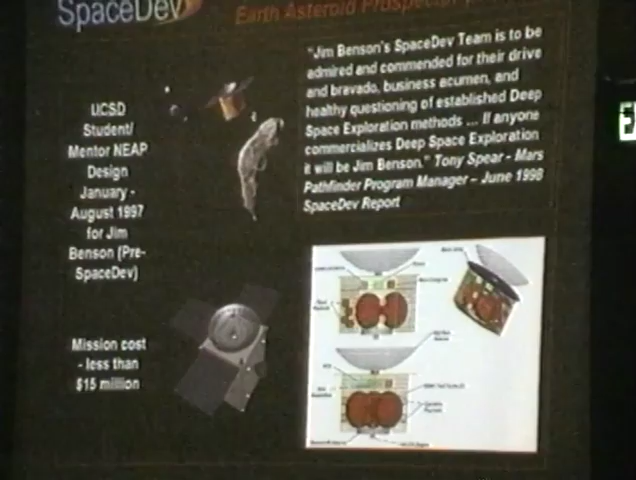 SpaceDev
Earth Asteroid Prospector
"Jim Benson's SpaceDev Team is to be
admired and commended for their drive
and bravado, business acumen, and
healthy questioning of established Deep
Space Exploration methods ... If anyone
commercializes Deep Space Exploration
it will be Jim Benson." Tony Spear - Mars
Pathfinder Program Manager - June 1998
SpaceDev Report
UCSD
Student/
Mentor NEAP
Design
January -
August 1997
for Jim
Benson (Pre-
SpaceDev)
Mission cost
- less than
$15 million
E